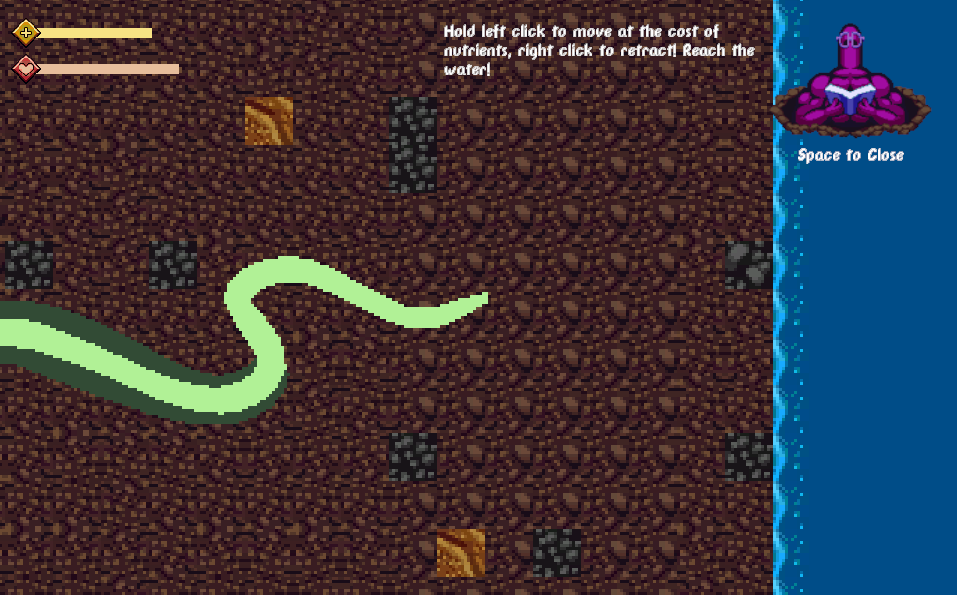 Hold left click to move at the cost of
nutrients, right click to retract! Reach the
water!
Space to Close